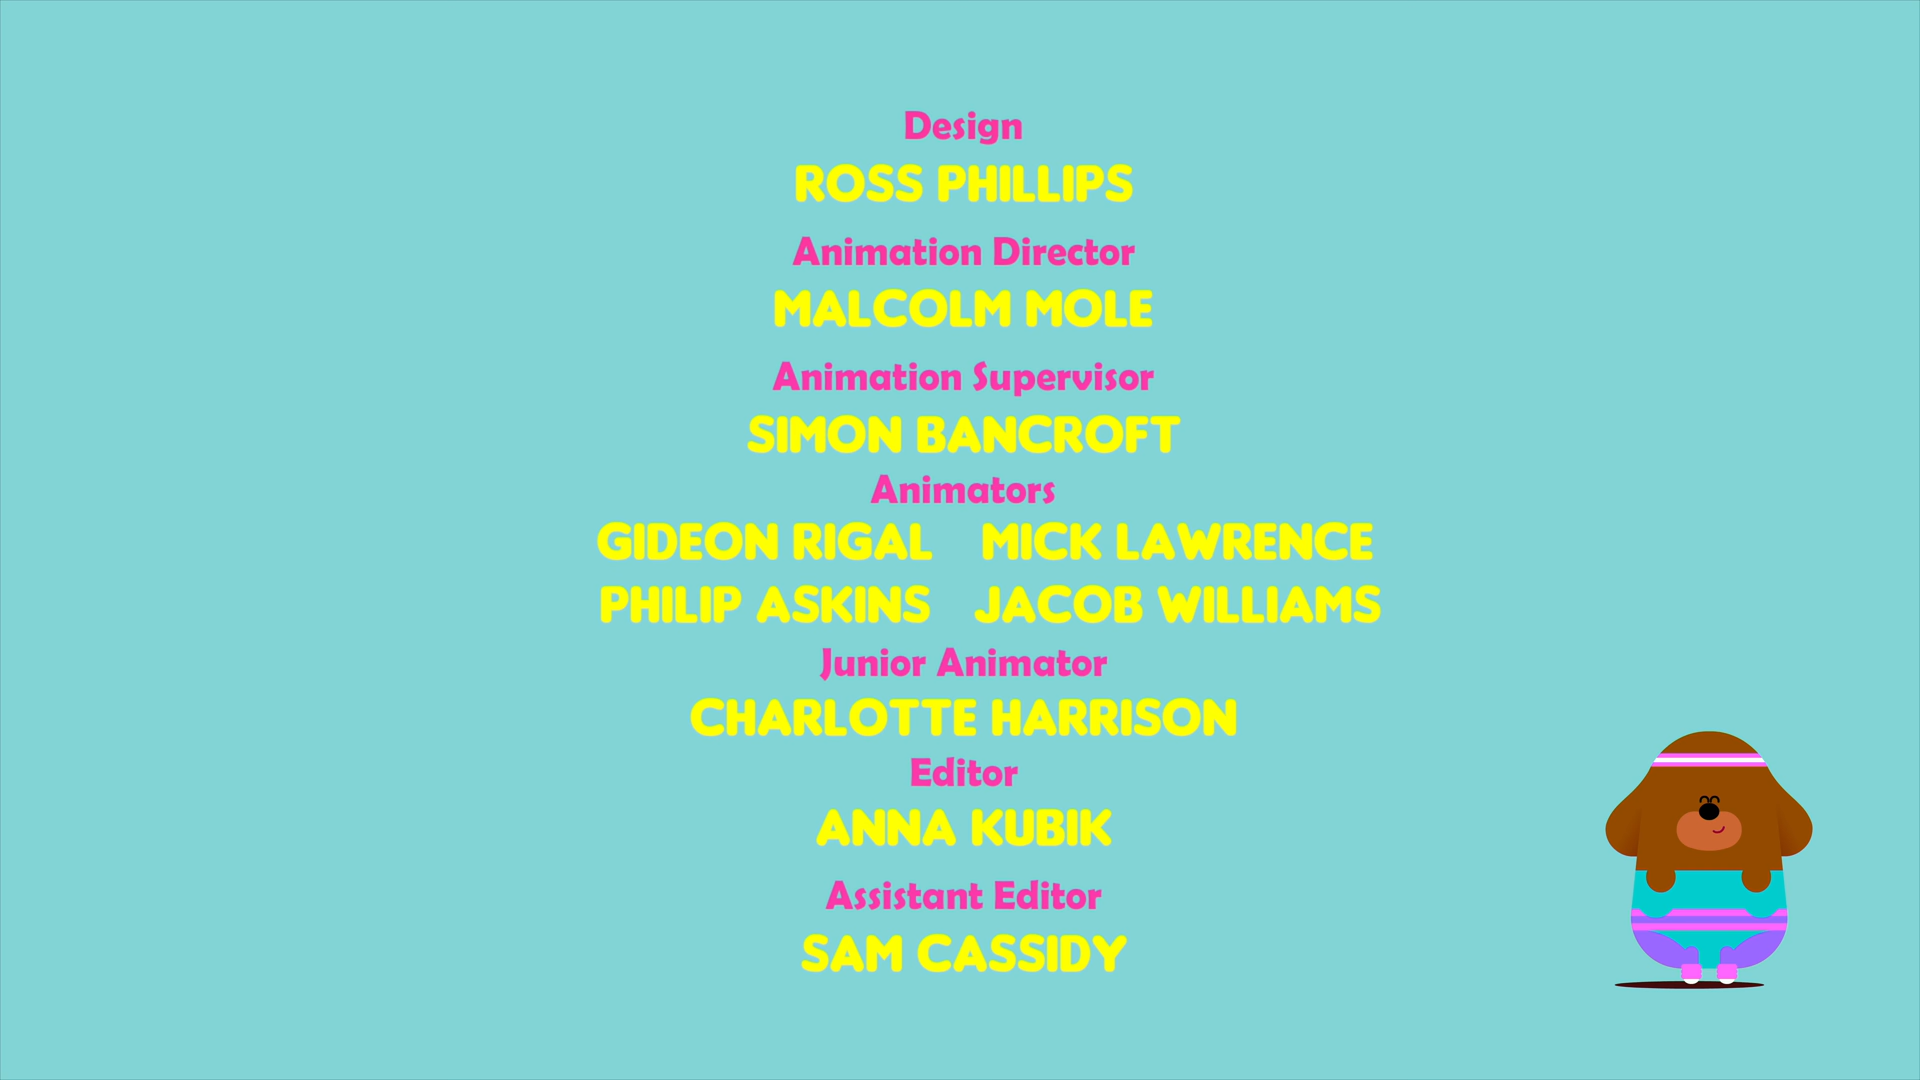 Design
ROSS PHILLIPS
Animation Director
MALCOLM MOLE
Animation Supervisor
SIMON BANCROFT
Animators
GIDEON RIGAL MICK LAWRENCE
PHILIP ASKINS JACOB WILLIAMS
Junior Animator
CHARLOTTE HARRISON
Editor
ANNA KUBIK
Assistant Editor
SAM CASSIDY